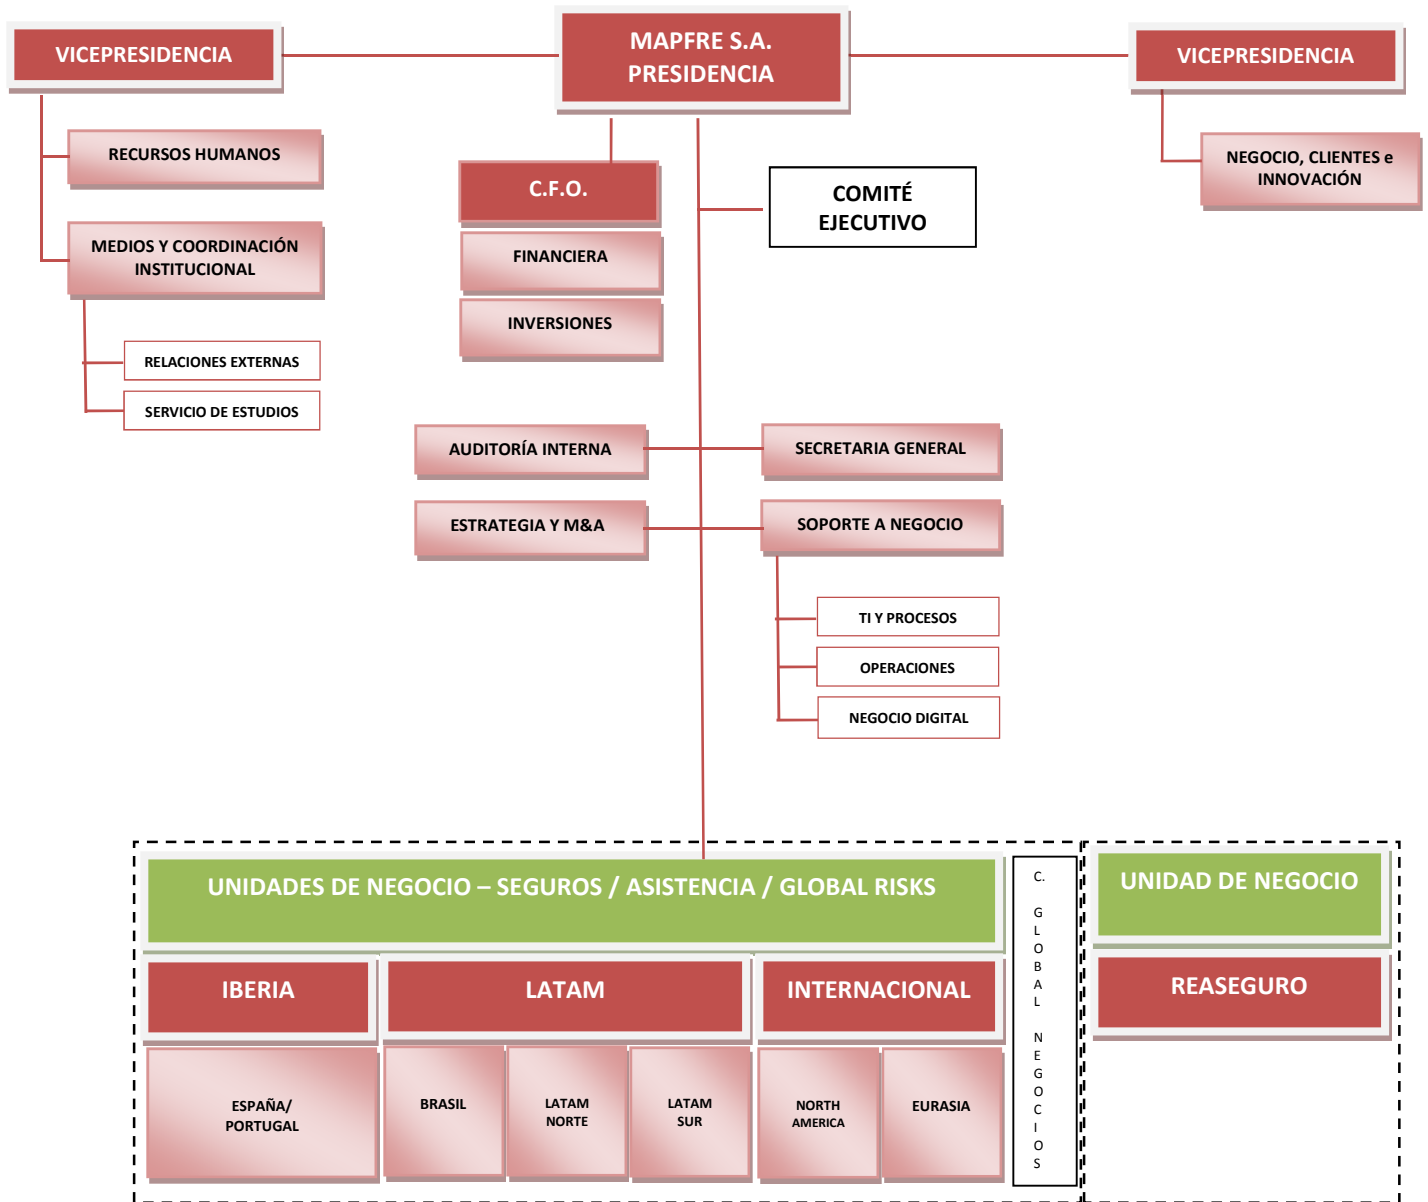 VICEPRESIDENCIA
MAPFRE S.A.
PRESIDENCIA
VICEPRESIDENCIA
RECURSOS HUMANOS
MEDIOS Y COORDINACIÓN
INSTITUCIONAL
RELACIONES EXTERNAS
SERVICIO DE ESTUDIOS
C.F.O.
FINANCIERA
INVERSIONES
COMITÉ
EJECUTIVO
NEGOCIO, CLIENTES e
INNOVACIÓN
AUDITORÍA INTERNA
SECRETARIA GENERAL
ESTRATEGIA Y M&A
SOPORTE A NEGOCIO
TI Y PROCESOS
OPERACIONES
NEGOCIO DIGITAL
UNIDADES DE NEGOCIO – SEGUROS / ASISTENCIA / GLOBAL RISKS
IBERIA
LATAM
INTERNACIONAL
ESPAÑA/
PORTUGAL
BRASIL
LATAM
NORTE
LATAM
SUR
NORTH
AMERICA
EURASIA
C. GLOBAL NEGOCIOS
UNIDAD DE NEGOCIO
REASEGURO